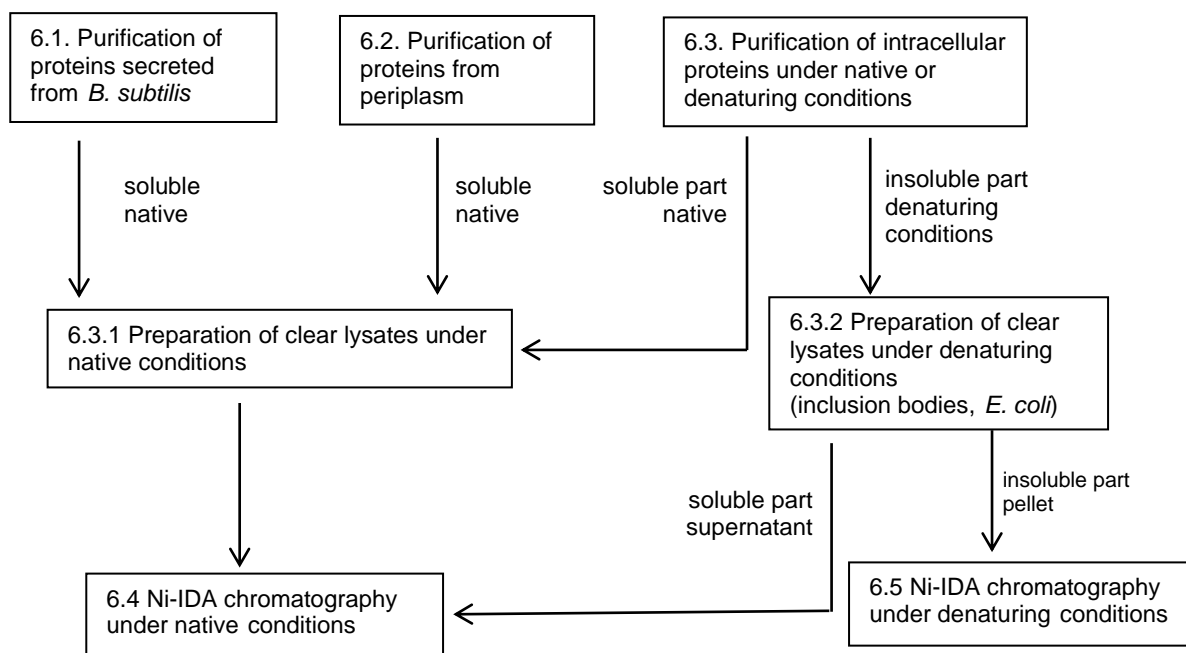 6.1. Purification of
proteins secreted
from B. subtilis
6.2. Purification of
proteins from
periplasm
6.3. Purification of intracellular
proteins under native or
denaturing conditions
soluble
native
soluble
native
soluble part
native
insoluble part
denaturing
conditions
6.3.1 Preparation of clear lysates under
native conditions
6.3.2 Preparation of clear
lysates under denaturing
conditions
(inclusion bodies, E. coli)
soluble part
supernatant
insoluble part
pellet
6.4 Ni-IDA chromatography
under native conditions
6.5 Ni-IDA chromatography
under denaturing conditions